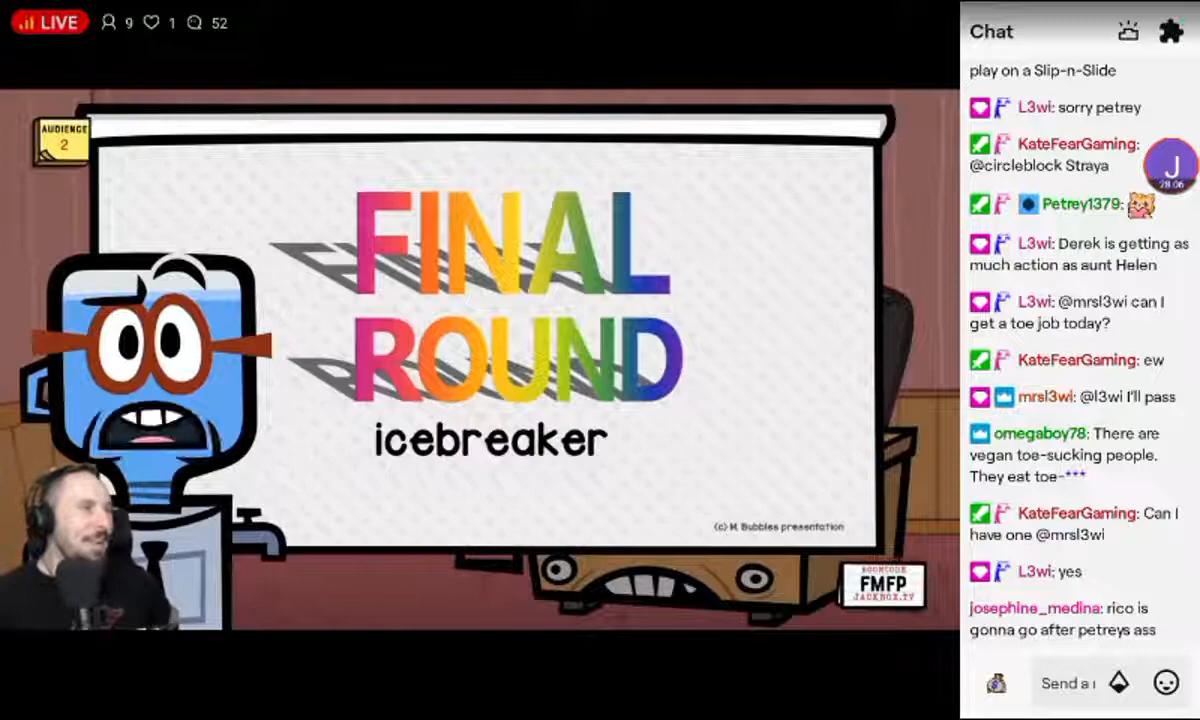 LIVE 9 1 52
AUDIENCE
2
FINAL
ROUND
icebreaker
(c) M. Bubbles presentation
ROOMCODE
FMFP
JACKBOX.TV
Chat
play on a Slip-n-Slide
L3wi: sorry petrey
KateFearGaming:
@circleblock Straya
J
28:06
Petrey1379:
L3wi: Derek is getting as
much action as aunt Helen
L3wi: @mrsl3wi can I
get a toe job today?
KateFearGaming: ew
mrsl3wi: @l3wi I'll pass
omegaboy78: There are
vegan toe-sucking people.
They eat toe-***
KateFearGaming: Can I
have one @mrsl3wi
L3wi: yes
josephine_medina: rico is
gonna go after petreys ass
Send a